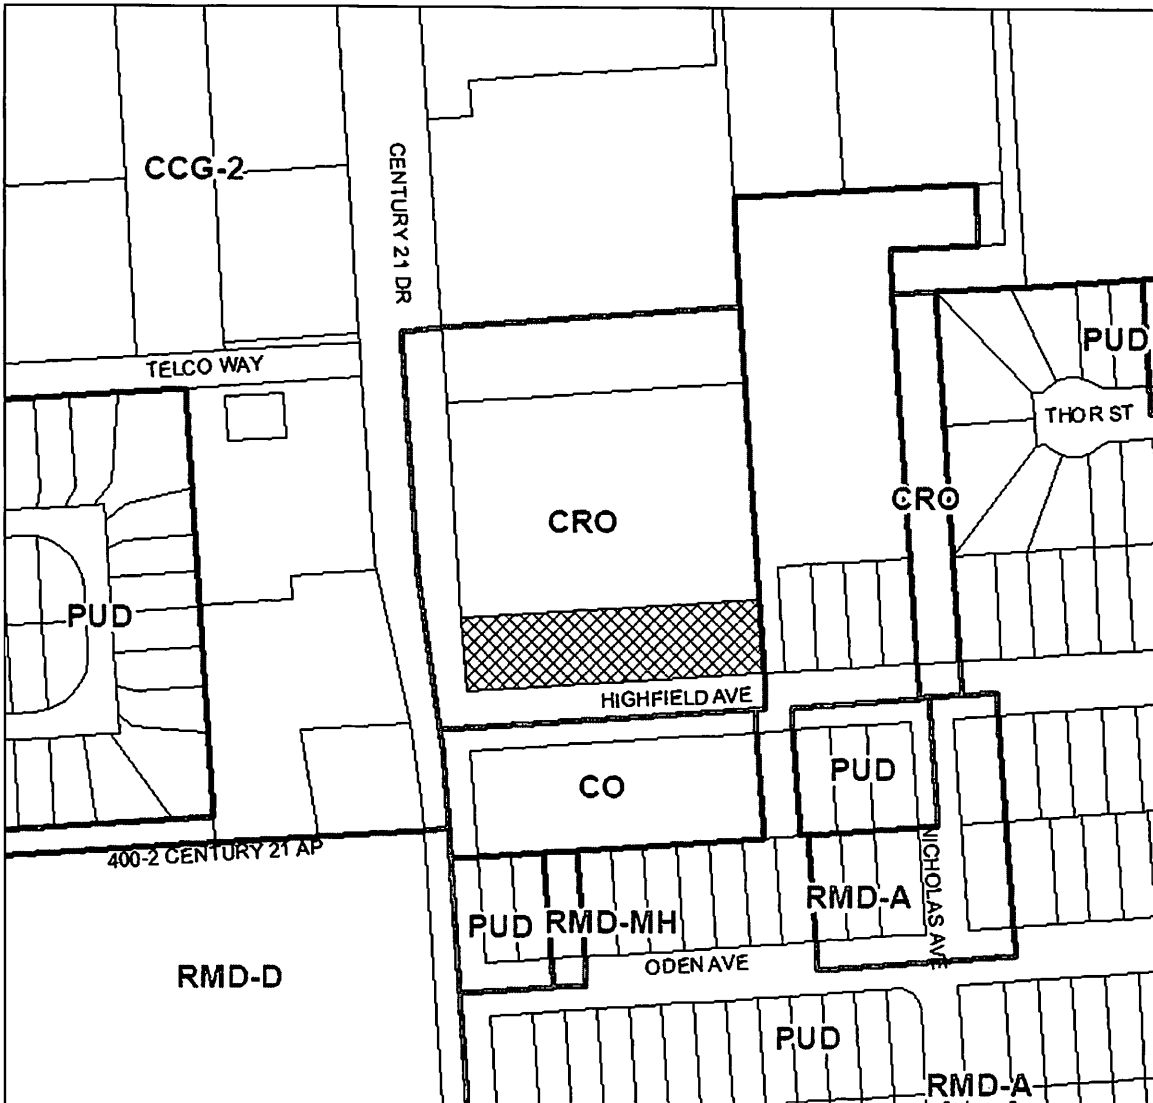 CCG-2
CENTURY 21 DR
PUD
TELCO WAY
THOR ST
CRO
CRO
PUD
HIGHFIELD AVE
PUD
CO
400-2 CENTURY 21 AP
NICHOLAS AVE
RMD-A
PUD
RMD-MH
ODEN AVE
RMD-D
PUD
RMD-A